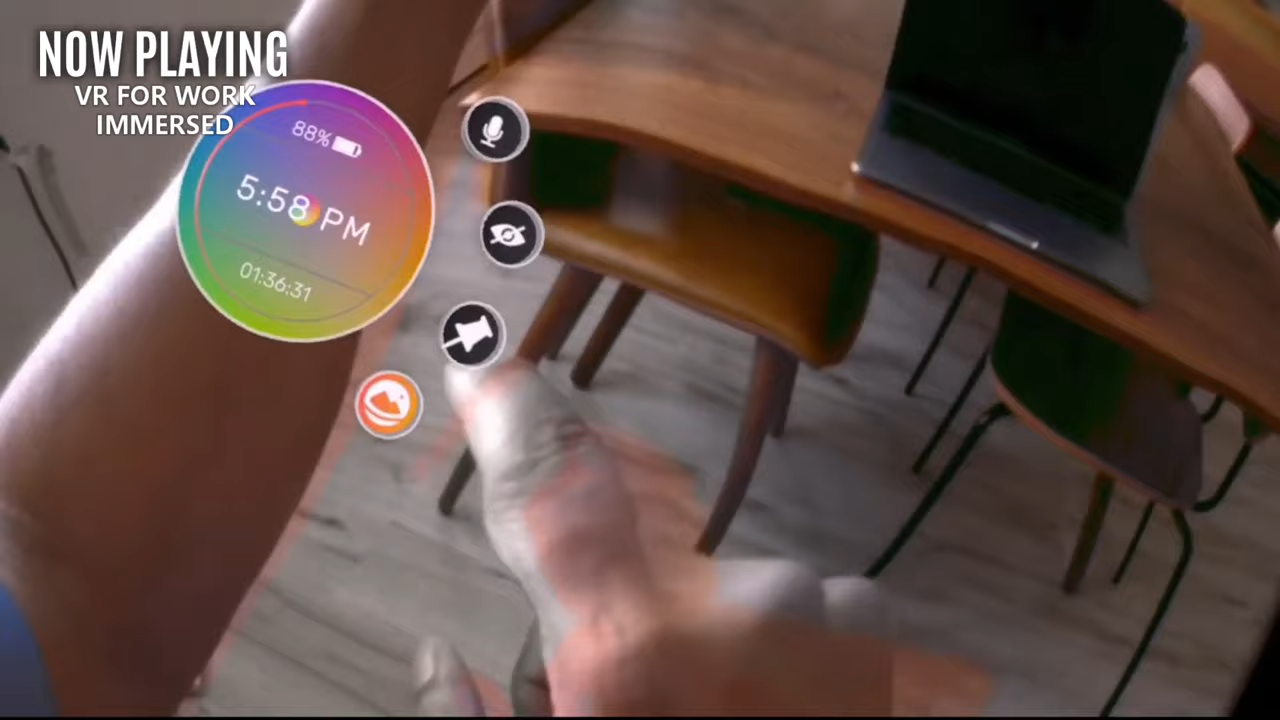 NOW PLAYING
VR FOR WORK
IMMERSED
88%
5:58 PM
01:36:31